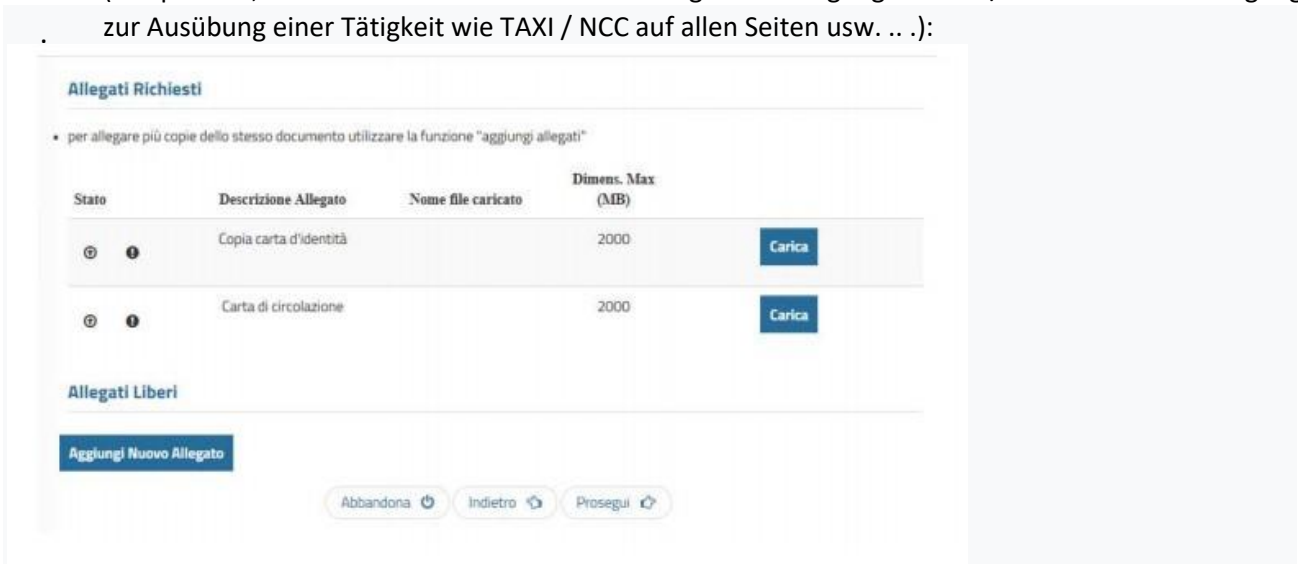 zur Ausübung einer Tätigkeit wie TAXI / NCC auf allen Seiten usw. .. .):
Allegati Richiesti
• per allegare più copie dello stesso documento utilizzare la funzione "aggiungi allegati"
Stato Descrizione Allegato Nome file caricato Dimens. Max (MB)
Copia carta d'identità 2000 Carica
Carta di circolazione 2000 Carica
Allegati Liberi
Aggiungi Nuovo Allegato
Abbandona Indietro Prosegui